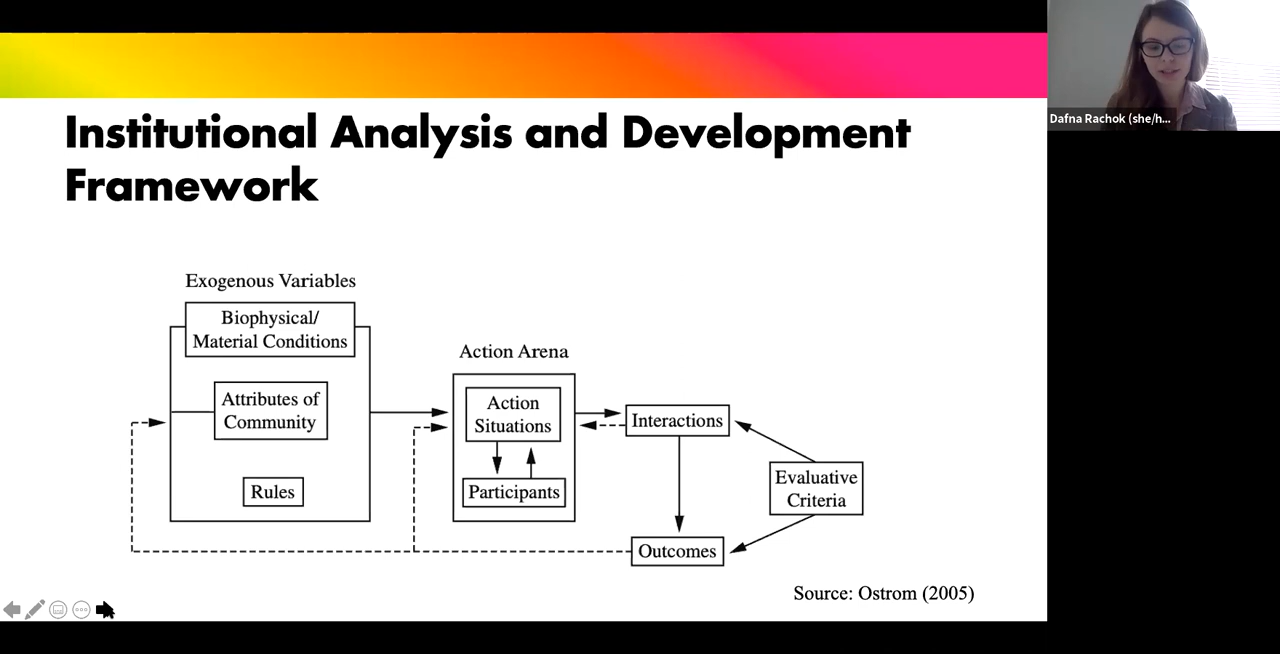 Institutional Analysis and Development
Framework
Exogenous Variables
Biophysical/
Material Conditions
Attributes of
Community
Rules
Action Arena
Action
Situations
Participants
Interactions
Outcomes
Evaluative
Criteria
Source: Ostrom (2005)
Dafna Rachok (she/h...